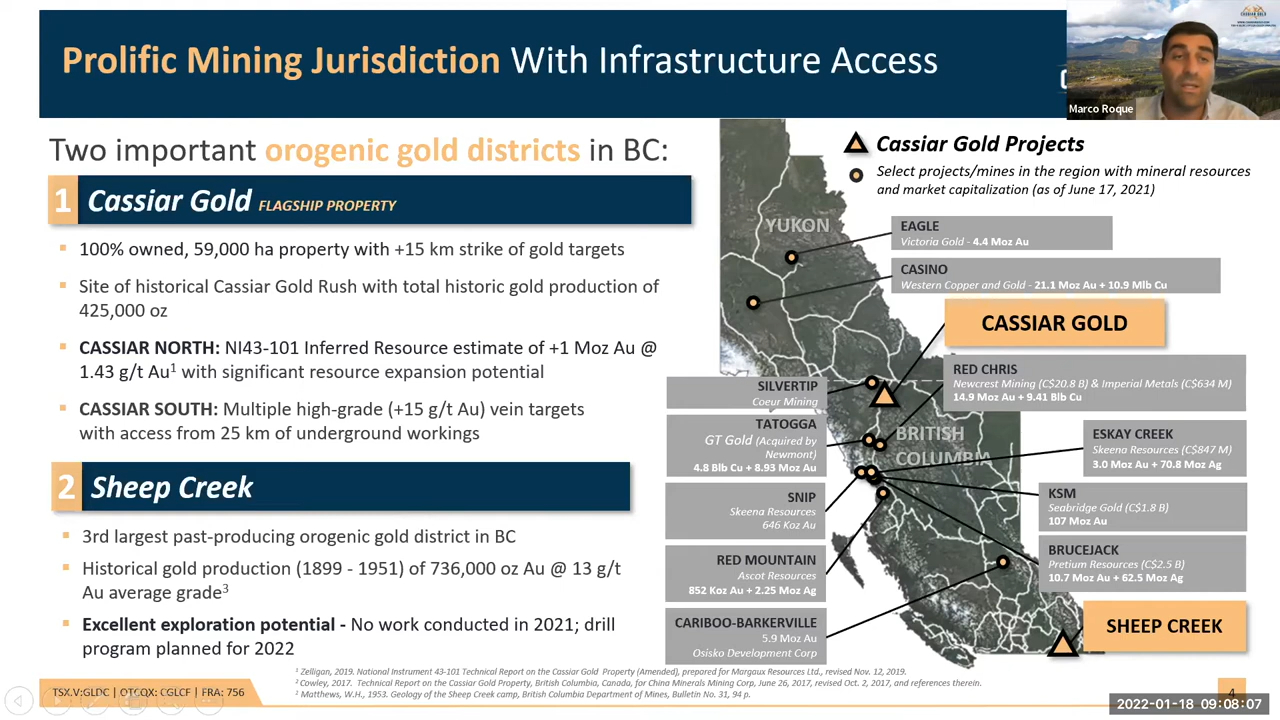 Prolific Mining Jurisdiction With Infrastructure Access
CASSIAR GOLD
Marco Roque
Two important orogenic gold districts in BC:
1 Cassiar Gold FLAGSHIP PROPERTY
▪ 100% owned, 59,000 ha property with +15 km strike of gold targets
▪ Site of historical Cassiar Gold Rush with total historic gold production of
425,000 oz
▪ CASSIAR NORTH: NI43-101 Inferred Resource estimate of +1 Moz Au @
1.43 g/t Au¹ with significant resource expansion potential
▪ CASSIAR SOUTH: Multiple high-grade (+15 g/t Au) vein targets
with access from 25 km of underground workings
2 Sheep Creek
▪ 3rd largest past-producing orogenic gold district in BC
▪ Historical gold production (1899 - 1951) of 736,000 oz Au @ 13 g/t
Au average grade³
▪ Excellent exploration potential - No work conducted in 2021; drill
program planned for 2022
Cassiar Gold Projects
Select projects/mines in the region with mineral resources
and market capitalization (as of June 17, 2021)
YUKON
EAGLE
Victoria Gold - 4.4 Moz Au
CASINO
Western Copper and Gold - 21.1 Moz Au + 10.9 Mlb Cu
CASSIAR GOLD
SILVERTIP
Coeur Mining
RED CHRIS
Newcrest Mining (C$20.8 B) & Imperial Metals (C$634 M)
14.9 Moz Au + 9.41 Blb Cu
TATOGGA
GT Gold (Acquired by
Newmont)
4.8 Blb Cu + 8.93 Moz Au
BRITISH
COLUMBIA
ESKAY CREEK
Skeena Resources (C$847 M)
3.0 Moz Au + 70.8 Moz Ag
SNIP
Skeena Resources
646 Koz Au
KSM
Seabridge Gold (C$1.8 B)
107 Moz Au
RED MOUNTAIN
Ascot Resources
852 Koz Au + 2.25 Moz Ag
BRUCEJACK
Pretium Resources (C$2.5 B)
10.7 Moz Au + 62.5 Moz Ag
CARIBOO-BARKERVILLE
5.9 Moz Au
Osisko Development Corp
SHEEP CREEK
¹ Zelligan, 2019. National Instrument 43-101 Technical Report on the Cassiar Gold Property (Amended), prepared for Margaux Resources Ltd., revised Nov. 12, 2019.
² Cowley, 2017. Technical Report on the Cassiar Gold Property, British Columbia, Canada, for China Minerals Mining Corp, June 26, 2017, revised Oct. 2, 2017, and references therein.
³ Matthews, W.H., 1953. Geology of the Sheep Creek camp, British Columbia Department of Mines, Bulletin No. 31, 94 p.
TSX.V:GLDC | OTCQX: CGLCF | FRA: 756
4
2022-01-18 09:08:07